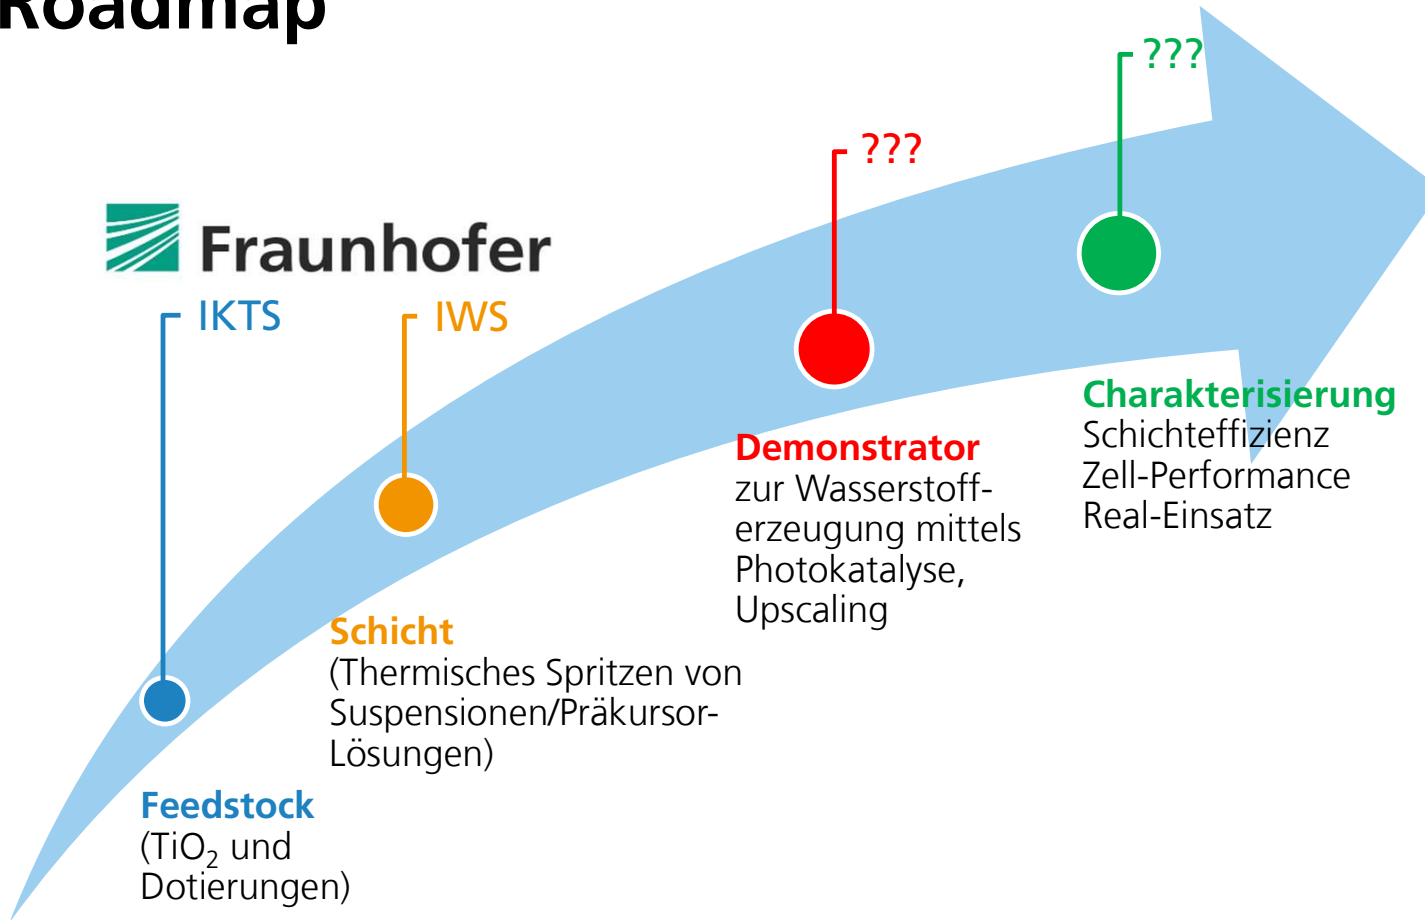 Roadmap
???
???
Fraunhofer
IKTS
IWS
Charakterisierung
Schichteffizienz
Zell-Performance
Real-Einsatz
Demonstrator
zur Wasserstoff-
erzeugung mittels
Photokatalyse,
Upscaling
Schicht
(Thermisches Spritzen von
Suspensionen/Präkursor-
Lösungen)
Feedstock
(TiO₂ und
Dotierungen)